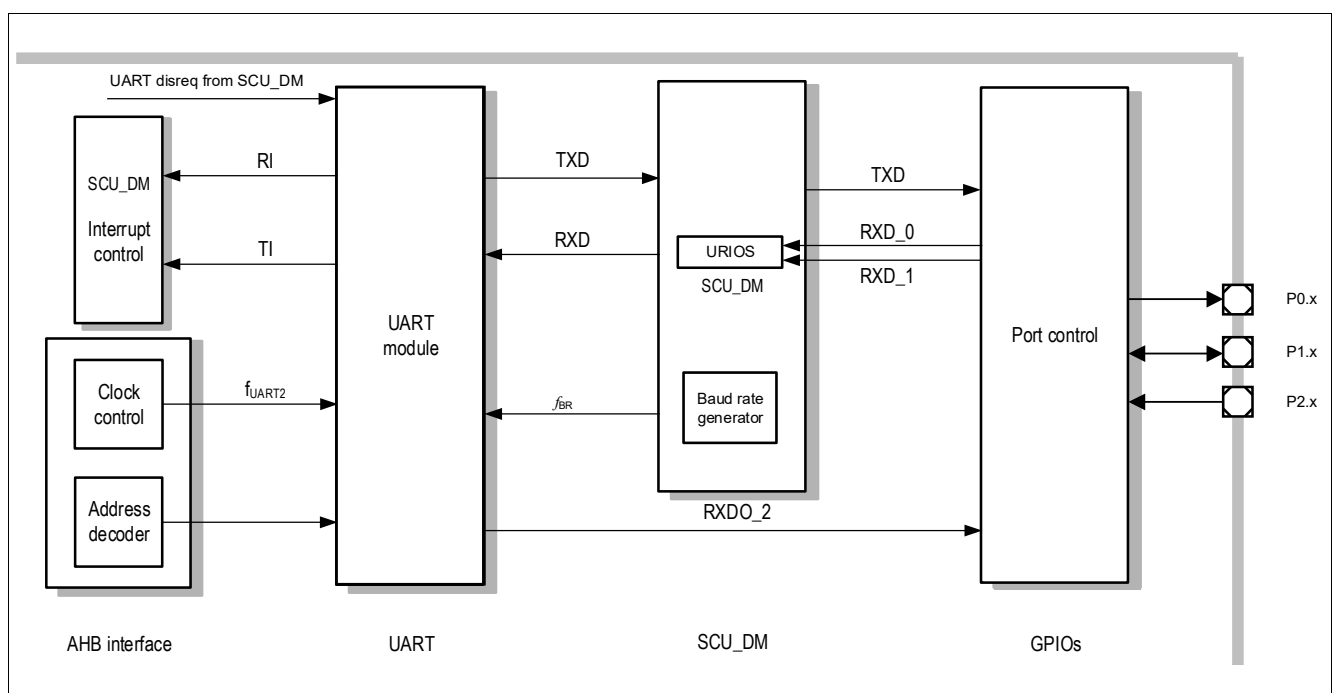 UART disreq from SCU_DM
SCU_DM
Interrupt
control
RI
TI
Clock
control
Address
decoder
fUART2
UART
module
TXD
RXD
fBR
RXDO_2
URIOS
SCU_DM
Baud rate
generator
TXD
RXD_0
RXD_1
Port control
P0.x
P1.x
P2.x
AHB interface
UART
SCU_DM
GPIOs